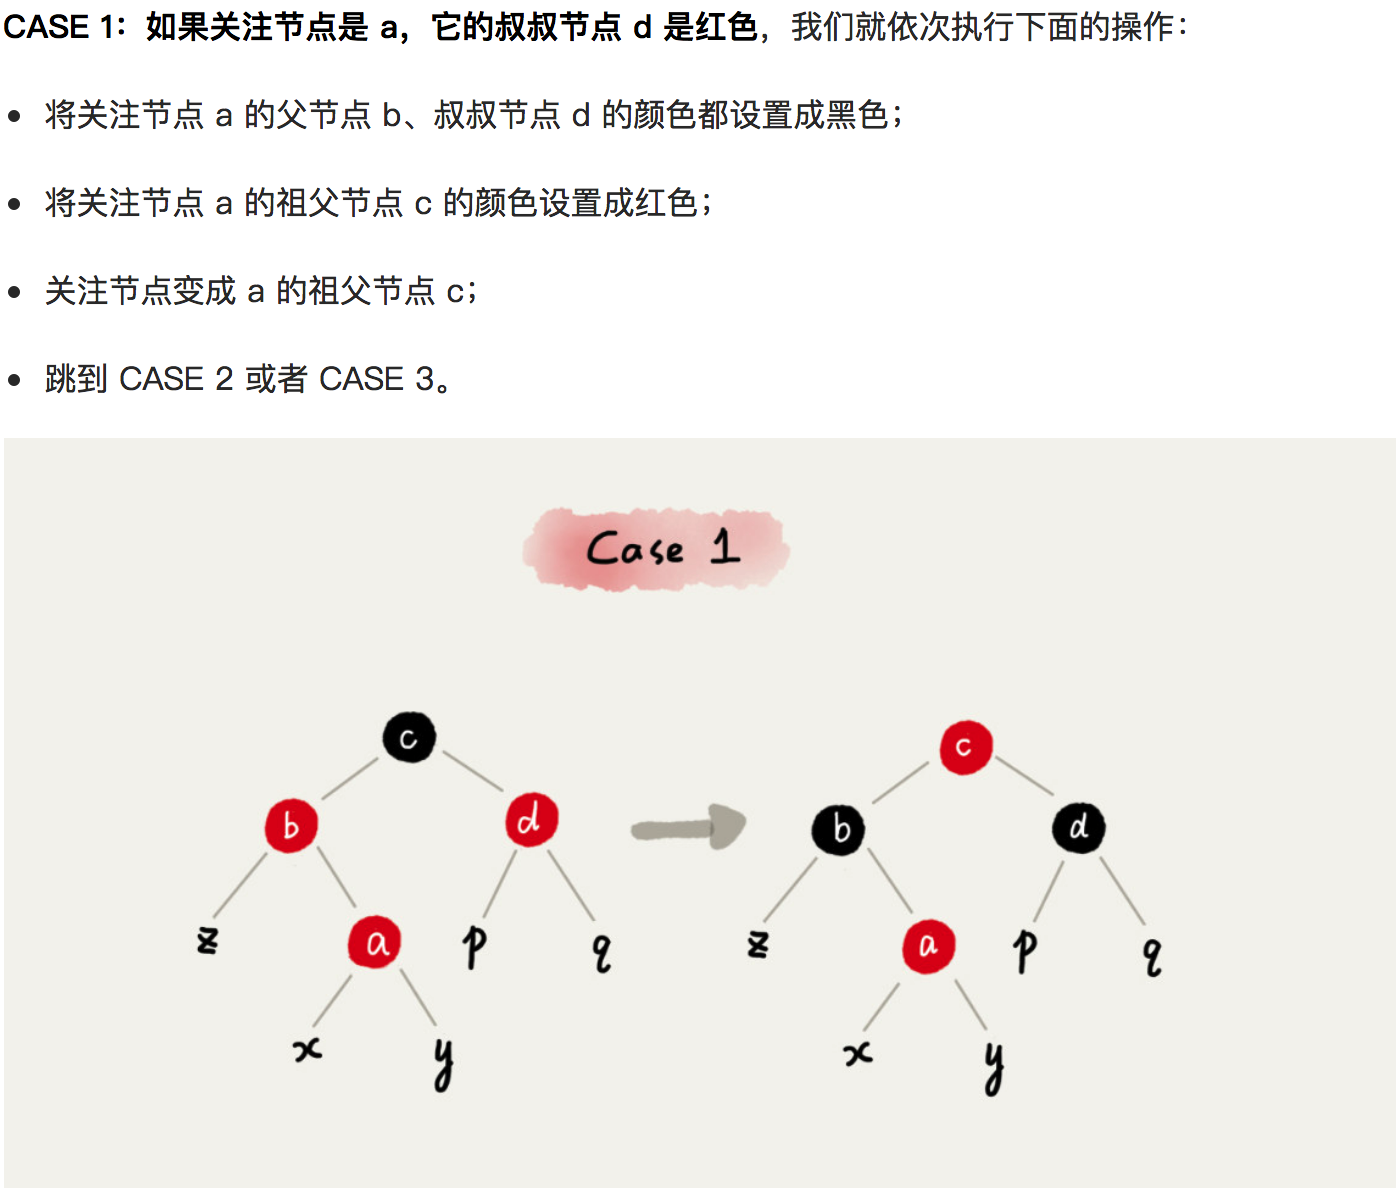 CASE 1：如果关注节点是 a，它的叔叔节点 d 是红色，我们就依次执行下面的操作：
将关注节点 a 的父节点 b、叔叔节点 d 的颜色都设置成黑色；
将关注节点 a 的祖父节点 c 的颜色设置成红色；
关注节点变成 a 的祖父节点 c；
跳到 CASE 2 或者 CASE 3。
Case 1
c
b
d
z
a
p
q
x
y
c
b
d
z
a
p
q
x
y